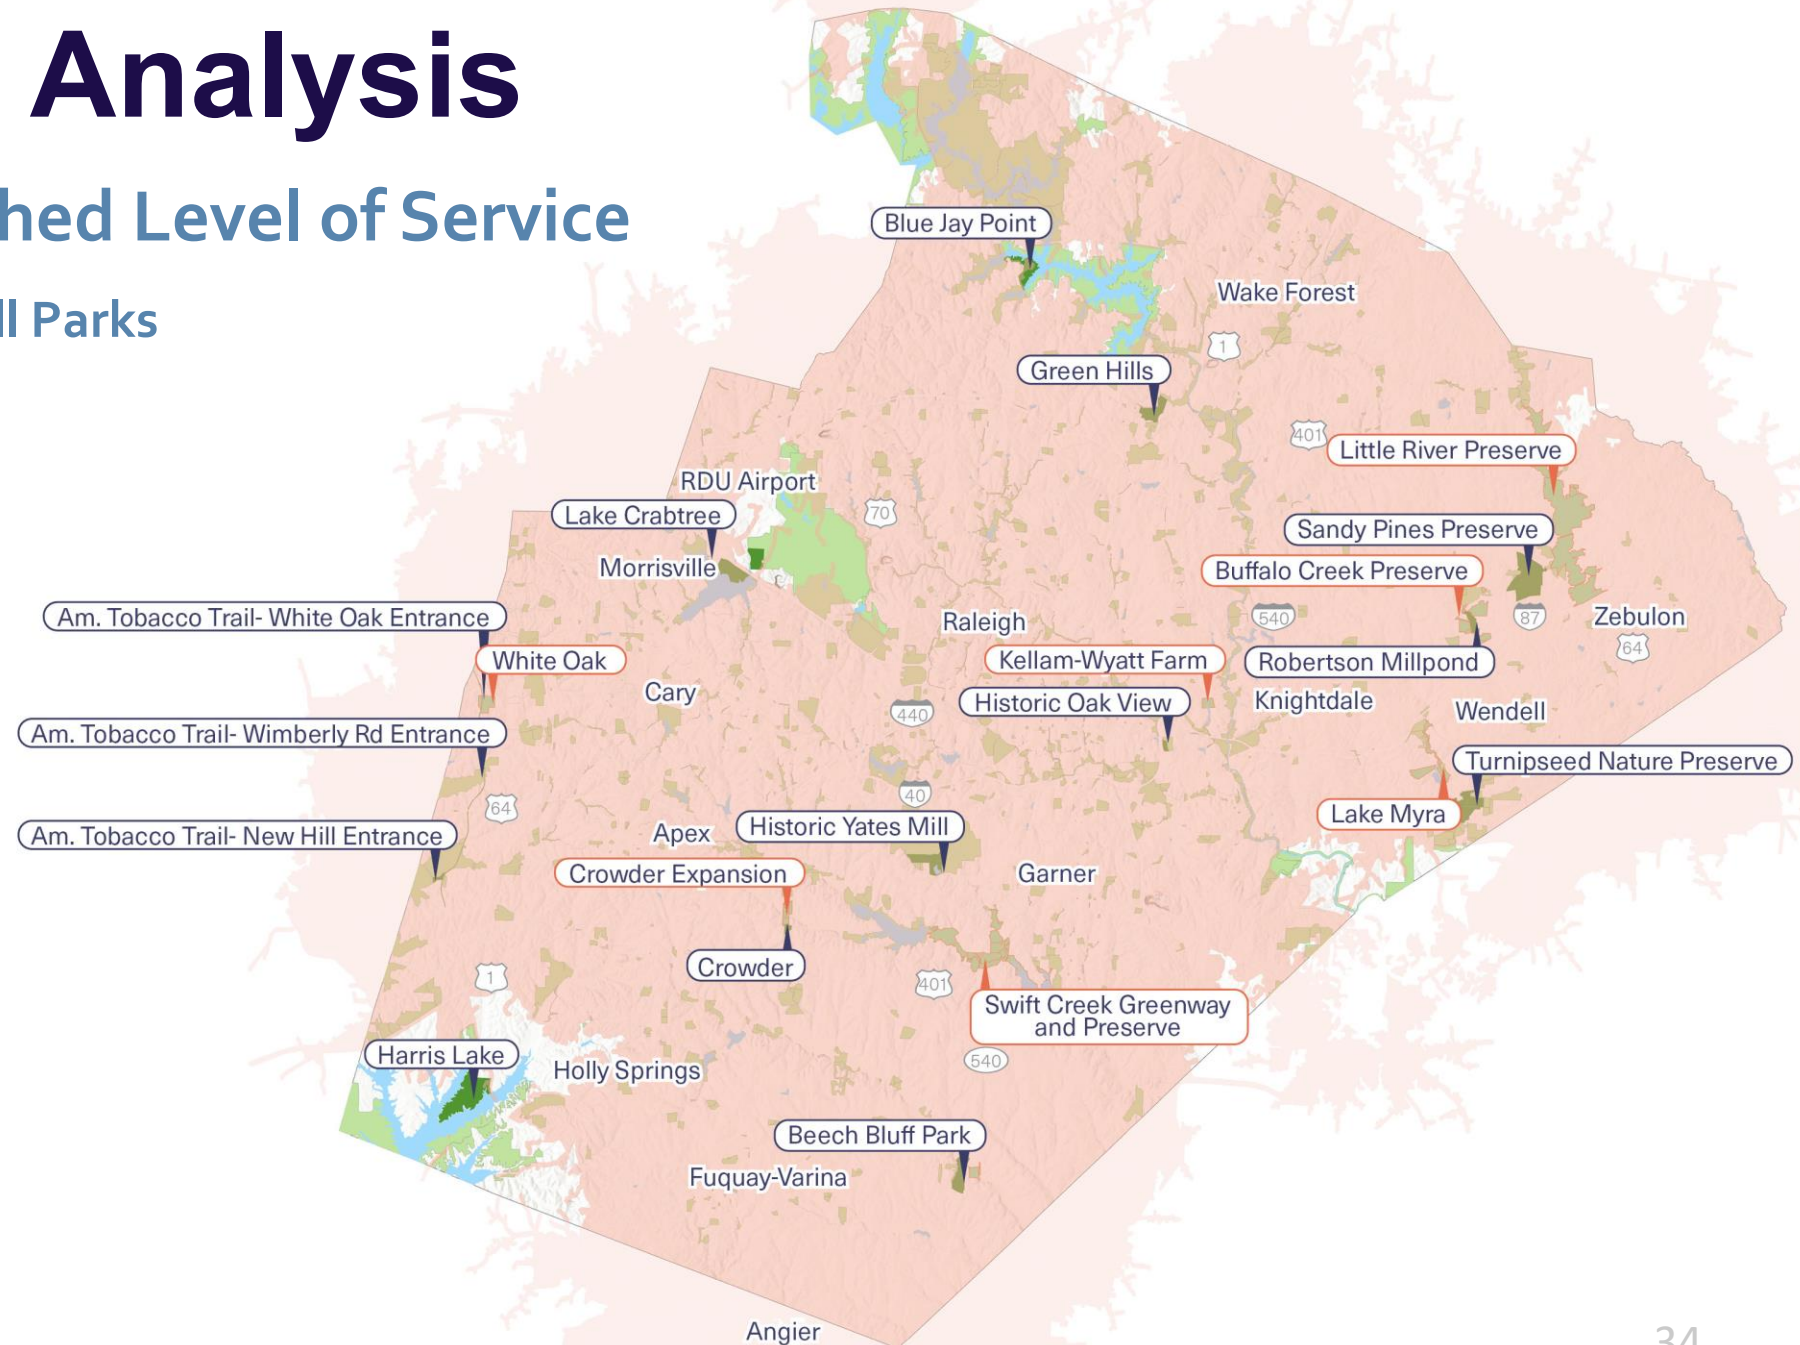 Analysis
hed Level of Service
ll Parks
Blue Jay Point
Wake Forest
1
Green Hills
401
Little River Preserve
RDU Airport
70
Lake Crabtree
Sandy Pines Preserve
Morrisville
Buffalo Creek Preserve
Am. Tobacco Trail- White Oak Entrance
Raleigh
540
87
Zebulon
64
White Oak
Kellam-Wyatt Farm
Robertson Millpond
Cary
Historic Oak View
Knightdale
440
Wendell
Am. Tobacco Trail- Wimberly Rd Entrance
Turnipseed Nature Preserve
40
64
Lake Myra
Am. Tobacco Trail- New Hill Entrance
Apex
Historic Yates Mill
Crowder Expansion
Garner
Crowder
1
401
Swift Creek Greenway
and Preserve
Harris Lake
Holly Springs
540
Beech Bluff Park
Fuquay-Varina
Angier
34